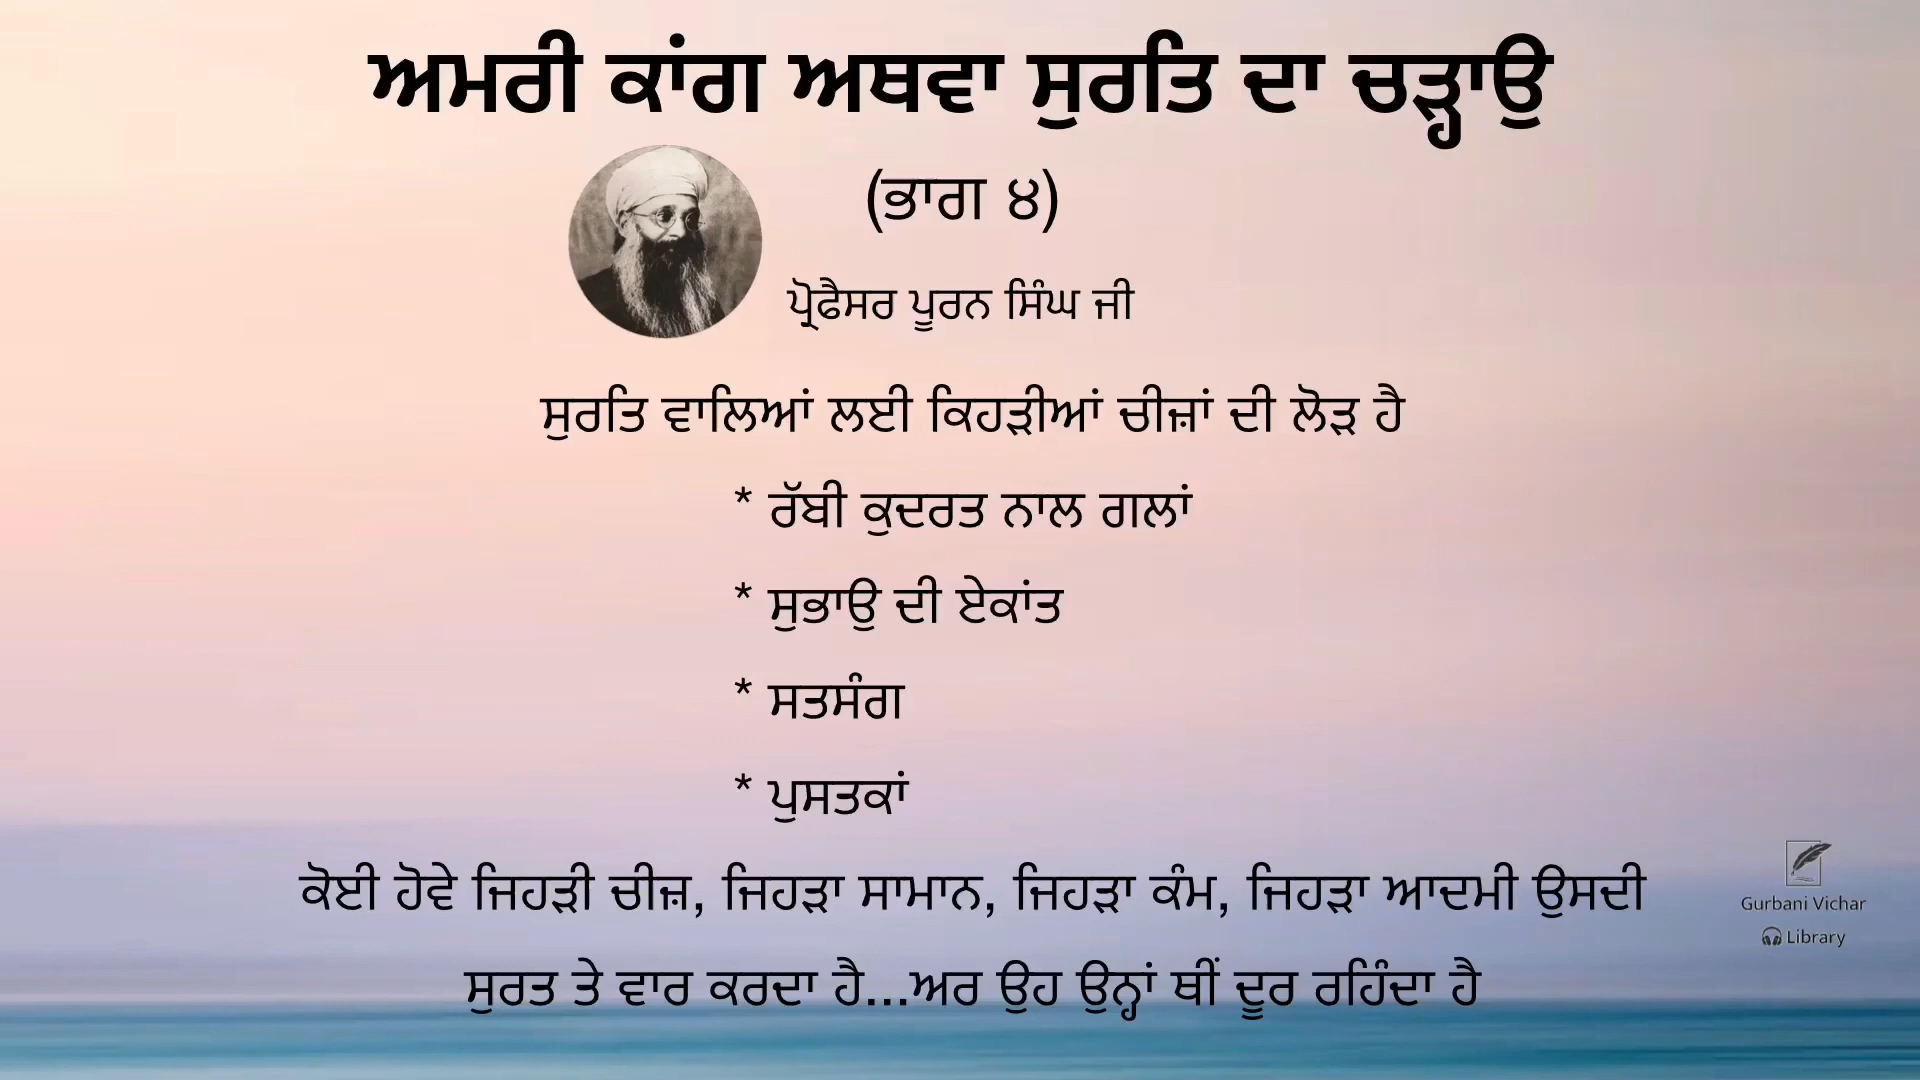 ਅਮਰੀ ਕਾਂਗ ਅਥਵਾ ਸੁਰਤਿ ਦਾ ਚੜ੍ਹਾਉ
(ਭਾਗ ੪)
ਪ੍ਰੋਫੈਸਰ ਪੂਰਨ ਸਿੰਘ ਜੀ
ਸੁਰਤਿ ਵਾਲਿਆਂ ਲਈ ਕਿਹੜੀਆਂ ਚੀਜ਼ਾਂ ਦੀ ਲੋੜ ਹੈ
* ਰੱਬੀ ਕੁਦਰਤ ਨਾਲ ਗਲਾਂ
* ਸੁਭਾਉ ਦੀ ਏਕਾਂਤ
* ਸਤਸੰਗ
* ਪੁਸਤਕਾਂ
ਕੋਈ ਹੋਵੇ ਜਿਹੜੀ ਚੀਜ਼, ਜਿਹੜਾ ਸਾਮਾਨ, ਜਿਹੜਾ ਕੰਮ, ਜਿਹੜਾ ਆਦਮੀ ਉਸਦੀ
ਸੁਰਤ ਤੇ ਵਾਰ ਕਰਦਾ ਹੈ...ਅਰ ਉਹ ਉਨ੍ਹਾਂ ਥੀਂ ਦੂਰ ਰਹਿੰਦਾ ਹੈ
Gurbani Vichar
Library